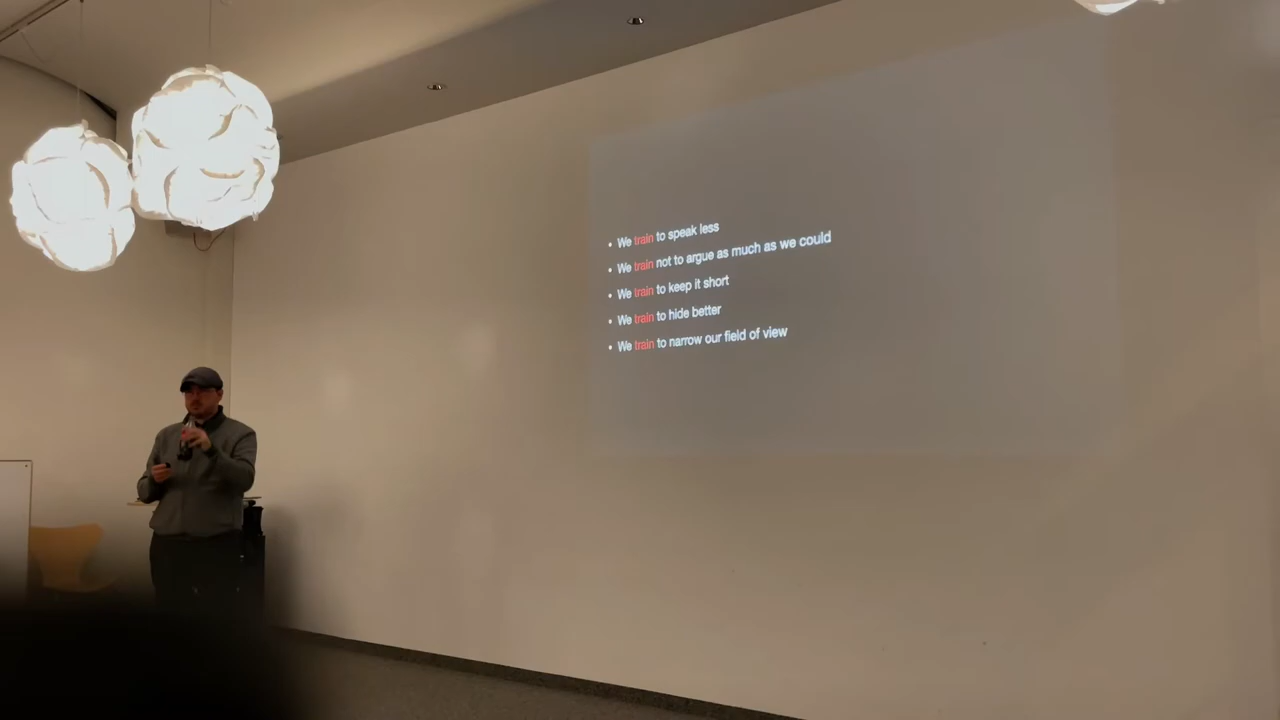 • We train to speak less
• We train not to argue as much as we could
• We train to keep it short
• We train to hide better
• We train to narrow our field of view